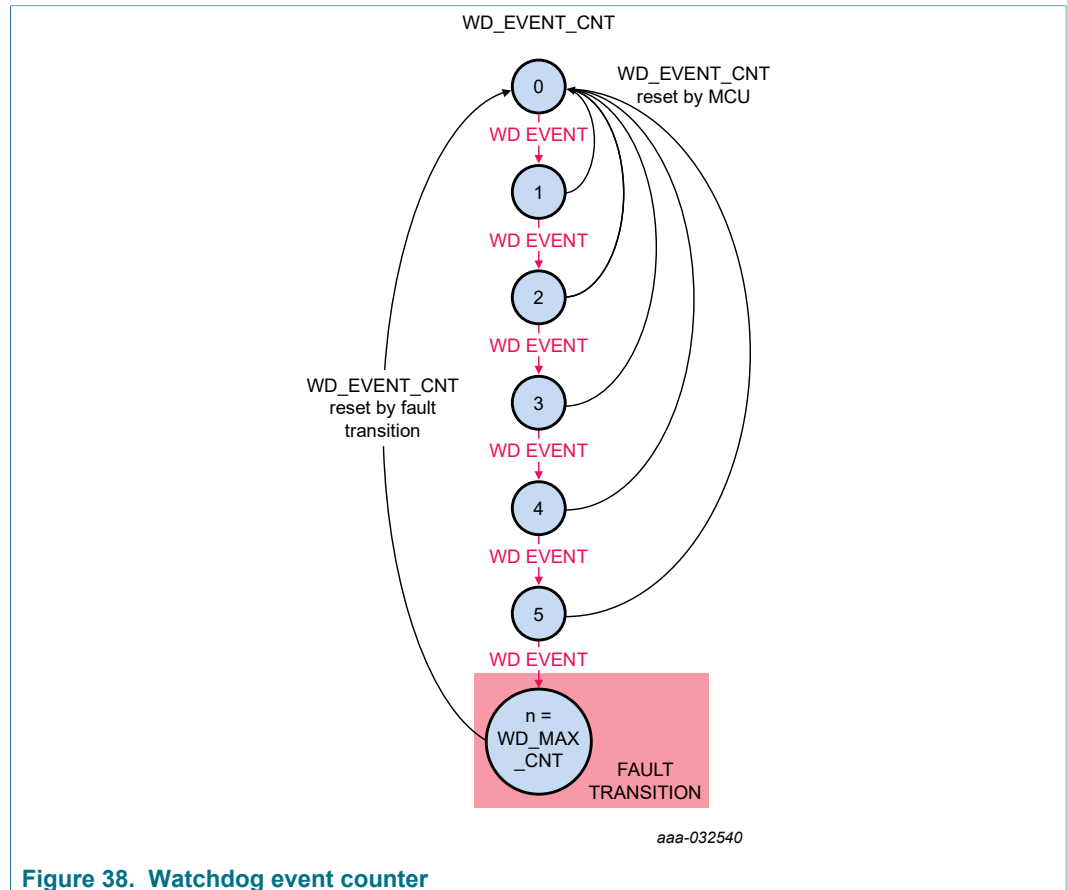 WD_EVENT_CNT
0
WD_EVENT_CNT
reset by MCU
WD EVENT
1
WD EVENT
2
WD EVENT
3
WD_EVENT_CNT
reset by fault
transition
WD EVENT
4
WD EVENT
5
WD EVENT
n =
WD_MAX
_CNT
FAULT
TRANSITION
aaa-032540
Figure 38. Watchdog event counter